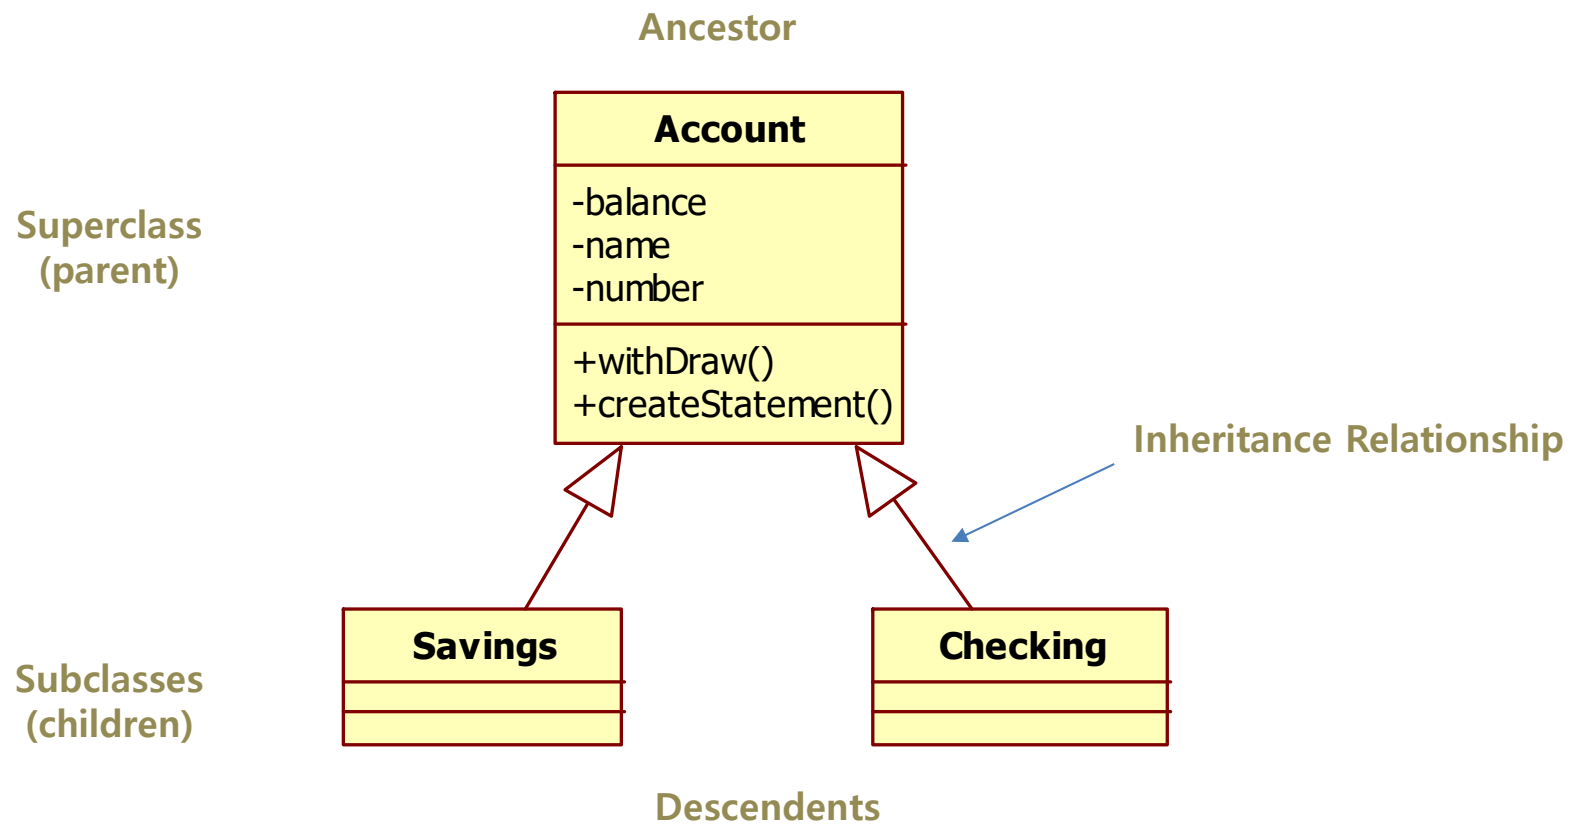 Ancestor
Account
-balance
-name
-number
+withDraw()
+createStatement()
Superclass
(parent)
Inheritance Relationship
Savings
Checking
Subclasses
(children)
Descendents